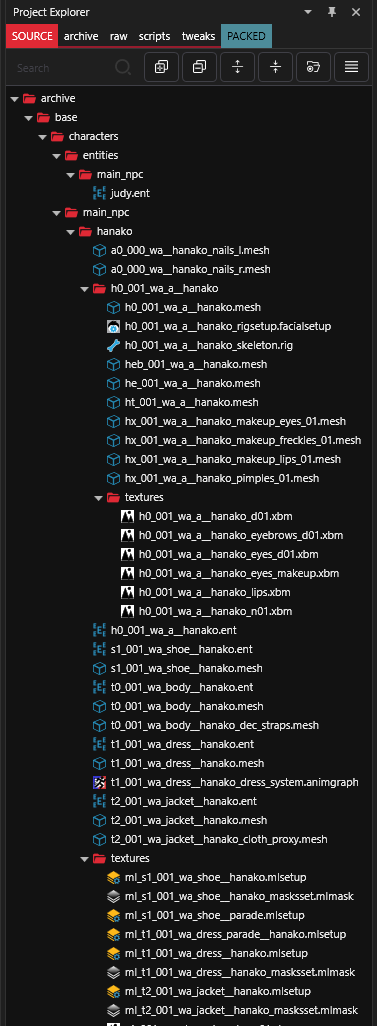 Project Explorer
SOURCE archive raw scripts tweaks PACKED
Search
archive
base
characters
entities
main_npc
judy.ent
main_npc
hanako
a0_000_wa__hanako_nails_l.mesh
a0_000_wa__hanako_nails_r.mesh
h0_001_wa_a__hanako
h0_001_wa_a__hanako.mesh
h0_001_wa_a__hanako_rigsetup.facialsetup
h0_001_wa_a__hanako_skeleton.rig
heb_001_wa_a__hanako.mesh
he_001_wa_a__hanako.mesh
ht_001_wa_a__hanako.mesh
hx_001_wa_a__hanako_makeup_eyes_01.mesh
hx_001_wa_a__hanako_makeup_freckles_01.mesh
hx_001_wa_a__hanako_makeup_lips_01.mesh
hx_001_wa_a__hanako_pimples_01.mesh
textures
h0_001_wa_a__hanako_d01.xbm
h0_001_wa_a__hanako_eyebrows_d01.xbm
h0_001_wa_a__hanako_eyes_d01.xbm
h0_001_wa_a__hanako_eyes_makeup.xbm
h0_001_wa_a__hanako_lips.xbm
h0_001_wa_a__hanako_n01.xbm
h0_001_wa_a__hanako.ent
s1_001_wa_shoe__hanako.ent
s1_001_wa_shoe__hanako.mesh
t0_001_wa_body__hanako.ent
t0_001_wa_body__hanako.mesh
t0_001_wa_body__hanako_dec_straps.mesh
t1_001_wa_dress__hanako.ent
t1_001_wa_dress__hanako.mesh
t1_001_wa_dress__hanako_dress_system.animgraph
t2_001_wa_jacket__hanako.ent
t2_001_wa_jacket__hanako.mesh
t2_001_wa_jacket__hanako_cloth_proxy.mesh
textures
ml_s1_001_wa_shoe__hanako.mlsetup
ml_s1_001_wa_shoe__hanako_masksset.mlmask
ml_s1_001_wa_shoe__parade.mlsetup
ml_t1_001_wa_dress_parade__hanako.mlsetup
ml_t1_001_wa_dress__hanako.mlsetup
ml_t1_001_wa_dress__hanako_masksset.mlmask
ml_t2_001_wa_jacket__hanako.mlsetup
ml_t2_001_wa_jacket__hanako_masksset.mlmask